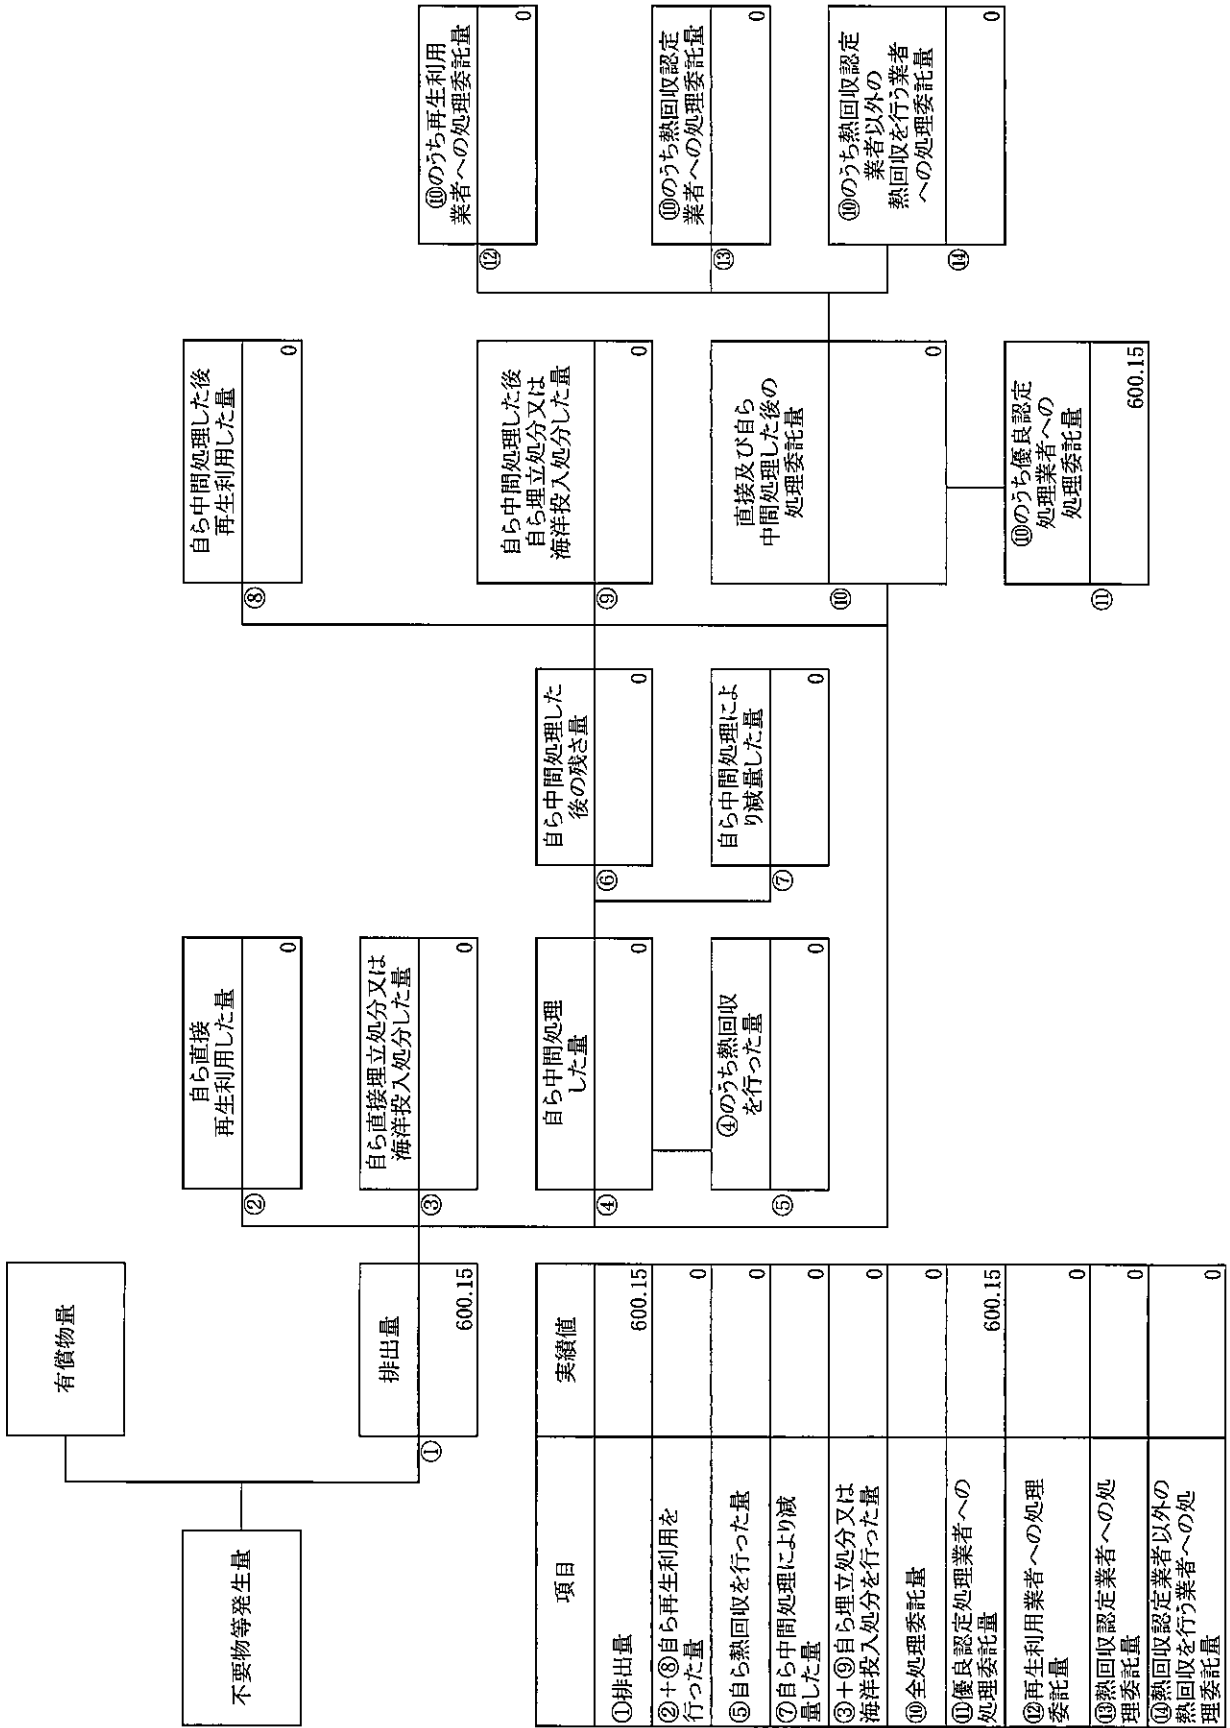 不要物等発生量
有償物量
①
排出量
600.15
②
自ら直接
再生利用した量
0
③
自ら直接埋立処分又は
海洋投入処分した量
0
④
自ら中間処理
した量
0
⑤
④のうち熱回収
を行った量
0
⑥
自ら中間処理した
後の残さ量
0
⑦
自ら中間処理によ
り減量した量
0
⑧
自ら中間処理した後
再生利用した量
0
⑨
自ら中間処理した後
自ら埋立処分又は
海洋投入処分した量
0
⑩
直接及び自ら
中間処理した後の
処理委託量
0
⑪
⑩のうち優良認定
処理業者への
処理委託量
600.15
⑫
⑩のうち再生利用
業者への処理委託量
0
⑬
⑩のうち熱回収認定
業者への処理委託量
0
⑭
⑩のうち熱回収認定
業者以外の
熱回収を行う業者
への処理委託量
0
項目 実績値
①排出量 600.15
②+⑧自ら再生利用を
行った量 0
⑤自ら熱回収を行った量 0
⑦自ら中間処理により減
量した量 0
③+⑨自ら埋立処分又は
海洋投入処分を行った量 0
⑩全処理委託量 0
⑪優良認定処理業者への
処理委託量 600.15
⑫再生利用業者への処理
委託量 0
⑬熱回収認定業者への処
理委託量 0
⑭熱回収認定業者以外の
熱回収を行う業者への処
理委託量 0